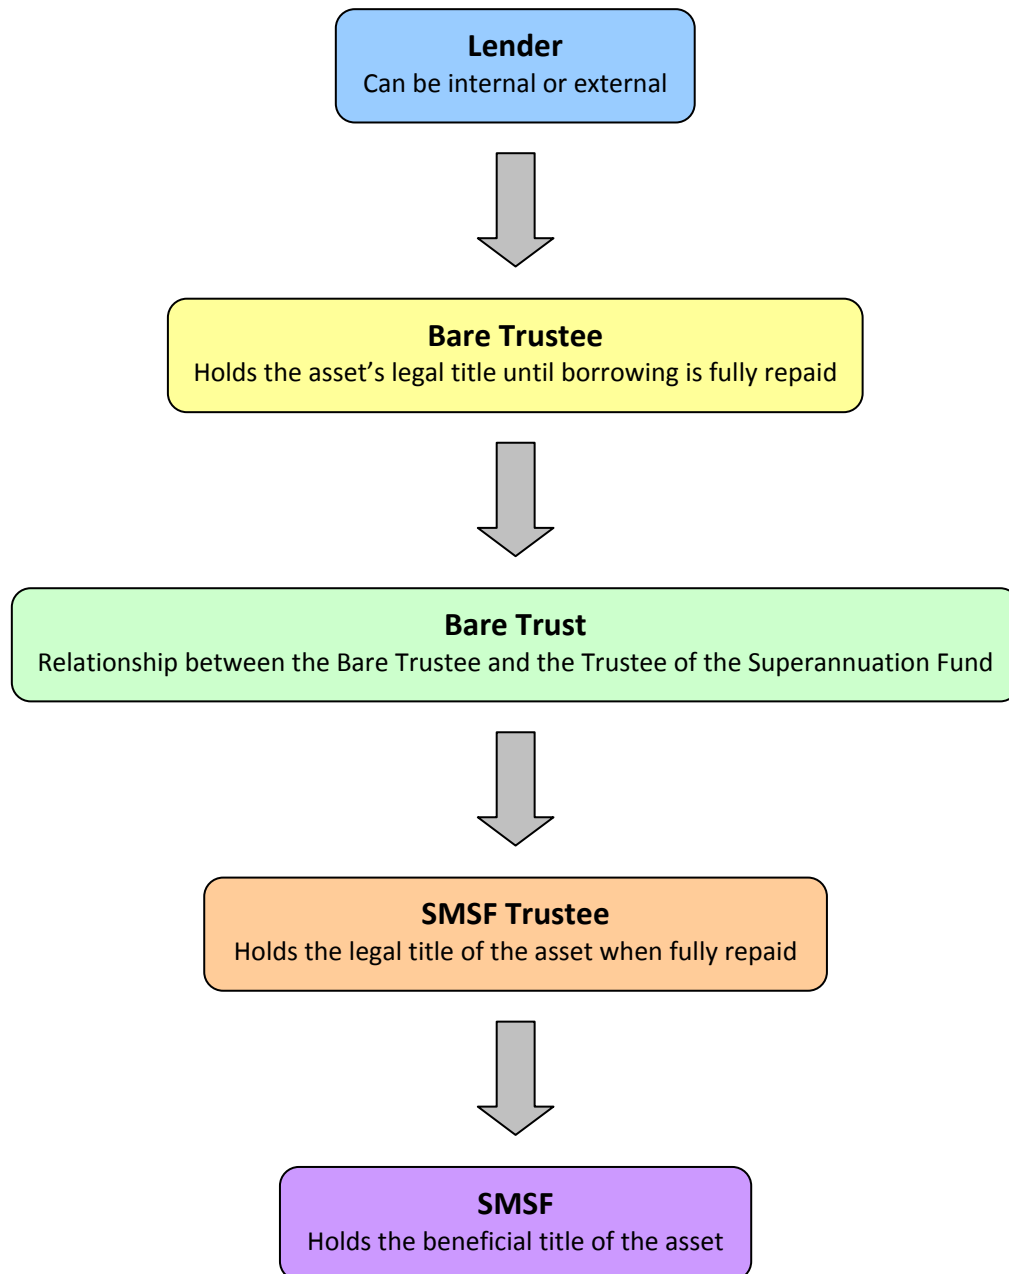 Lender
Can be internal or external
Bare Trustee
Holds the asset’s legal title until borrowing is fully repaid
Bare Trust
Relationship between the Bare Trustee and the Trustee of the Superannuation Fund
SMSF Trustee
Holds the legal title of the asset when fully repaid
SMSF
Holds the beneficial title of the asset